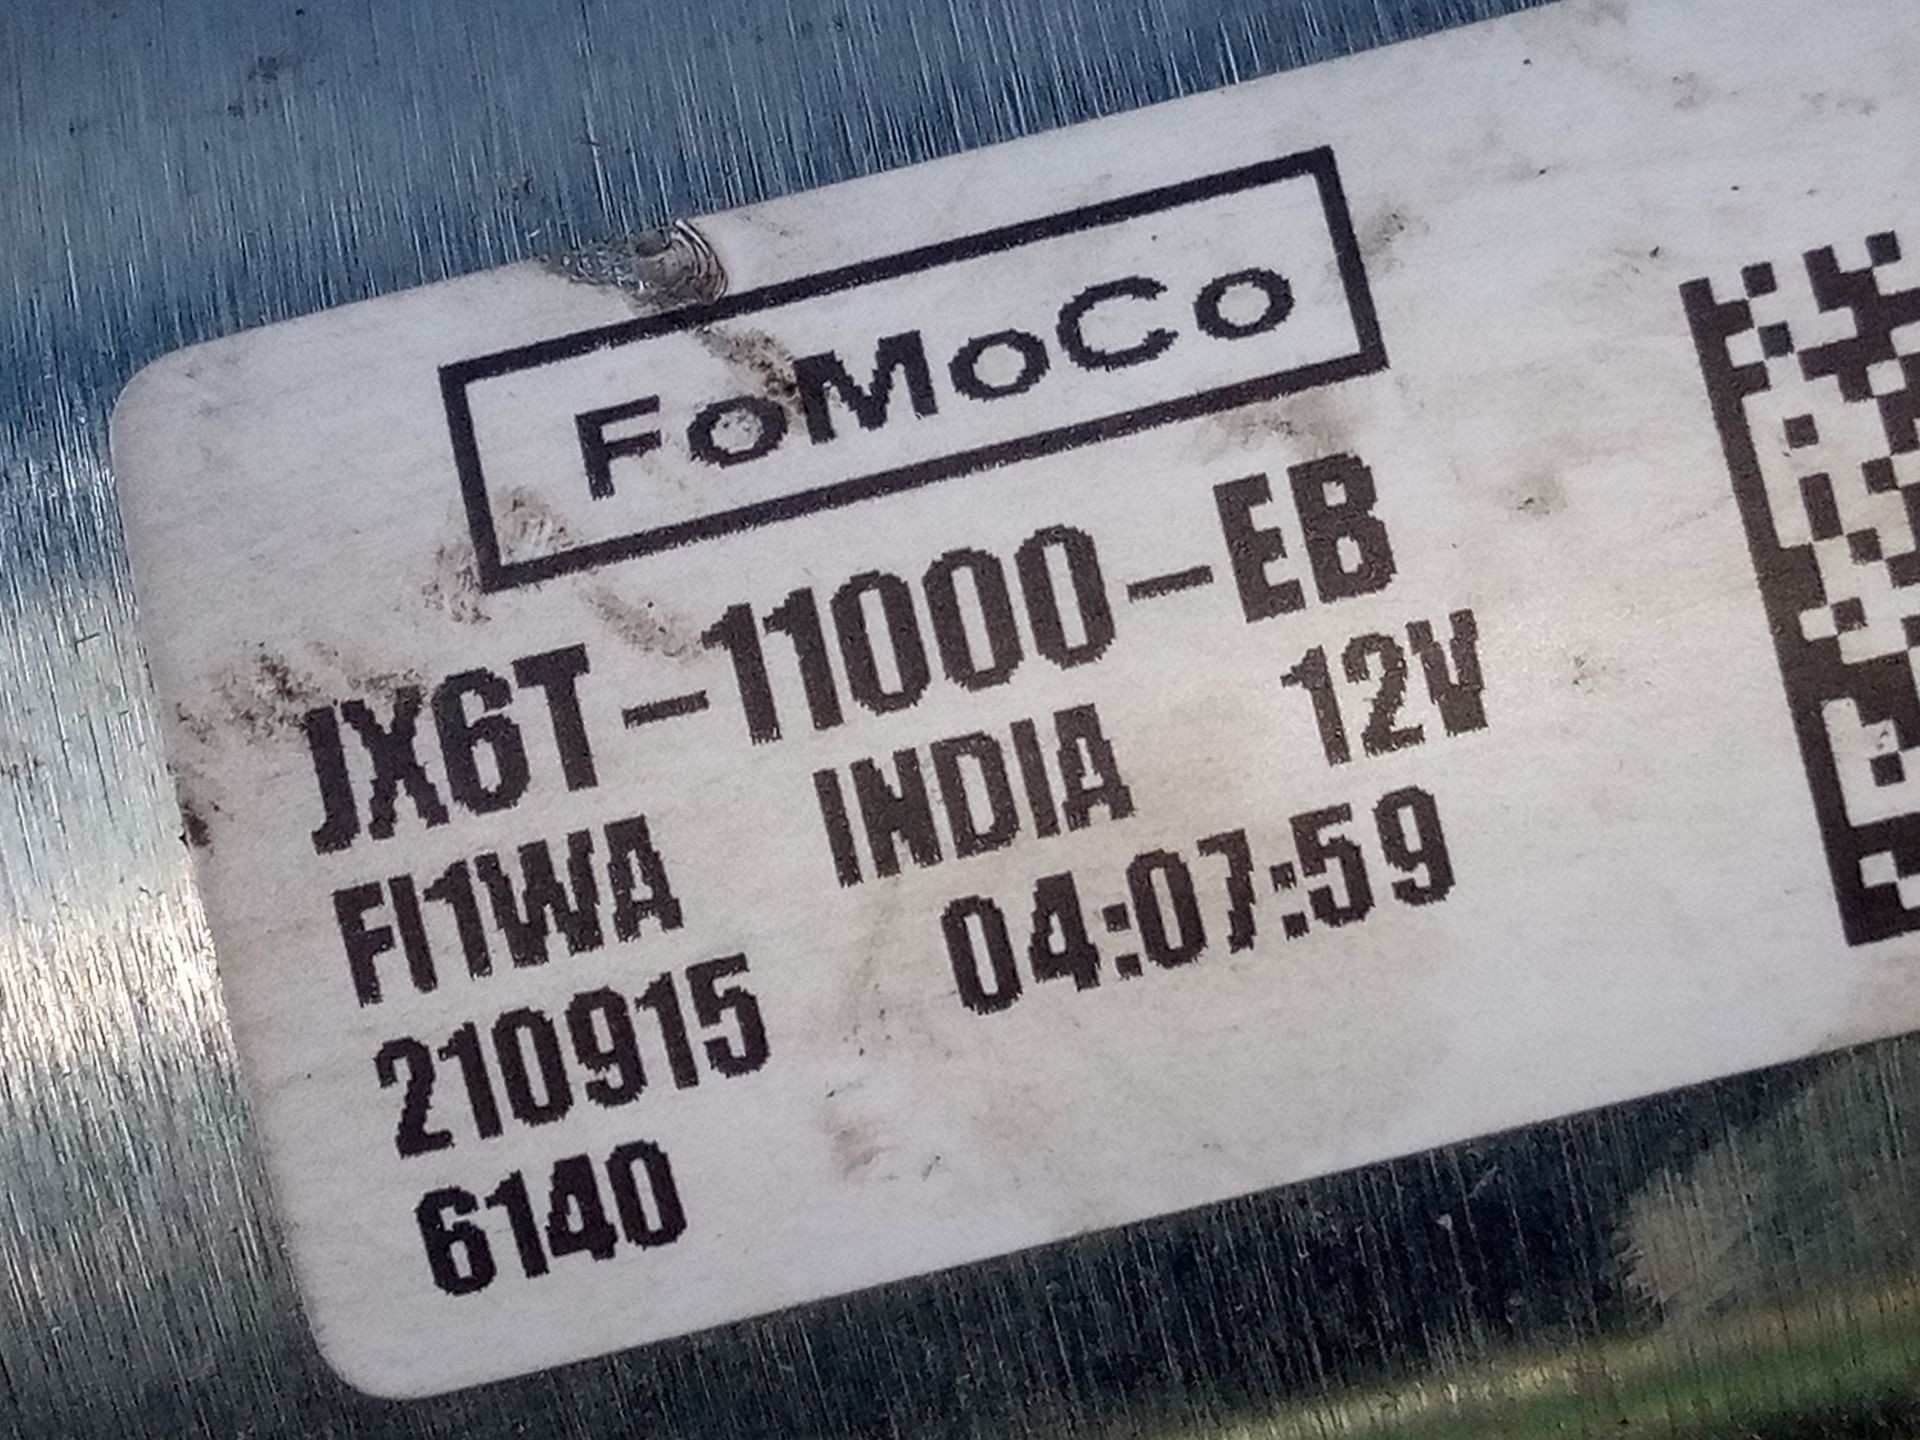 FoMoCo
JX6T-11000-EB
FI1WA INDIA 12V
210915 04:07:59
6140